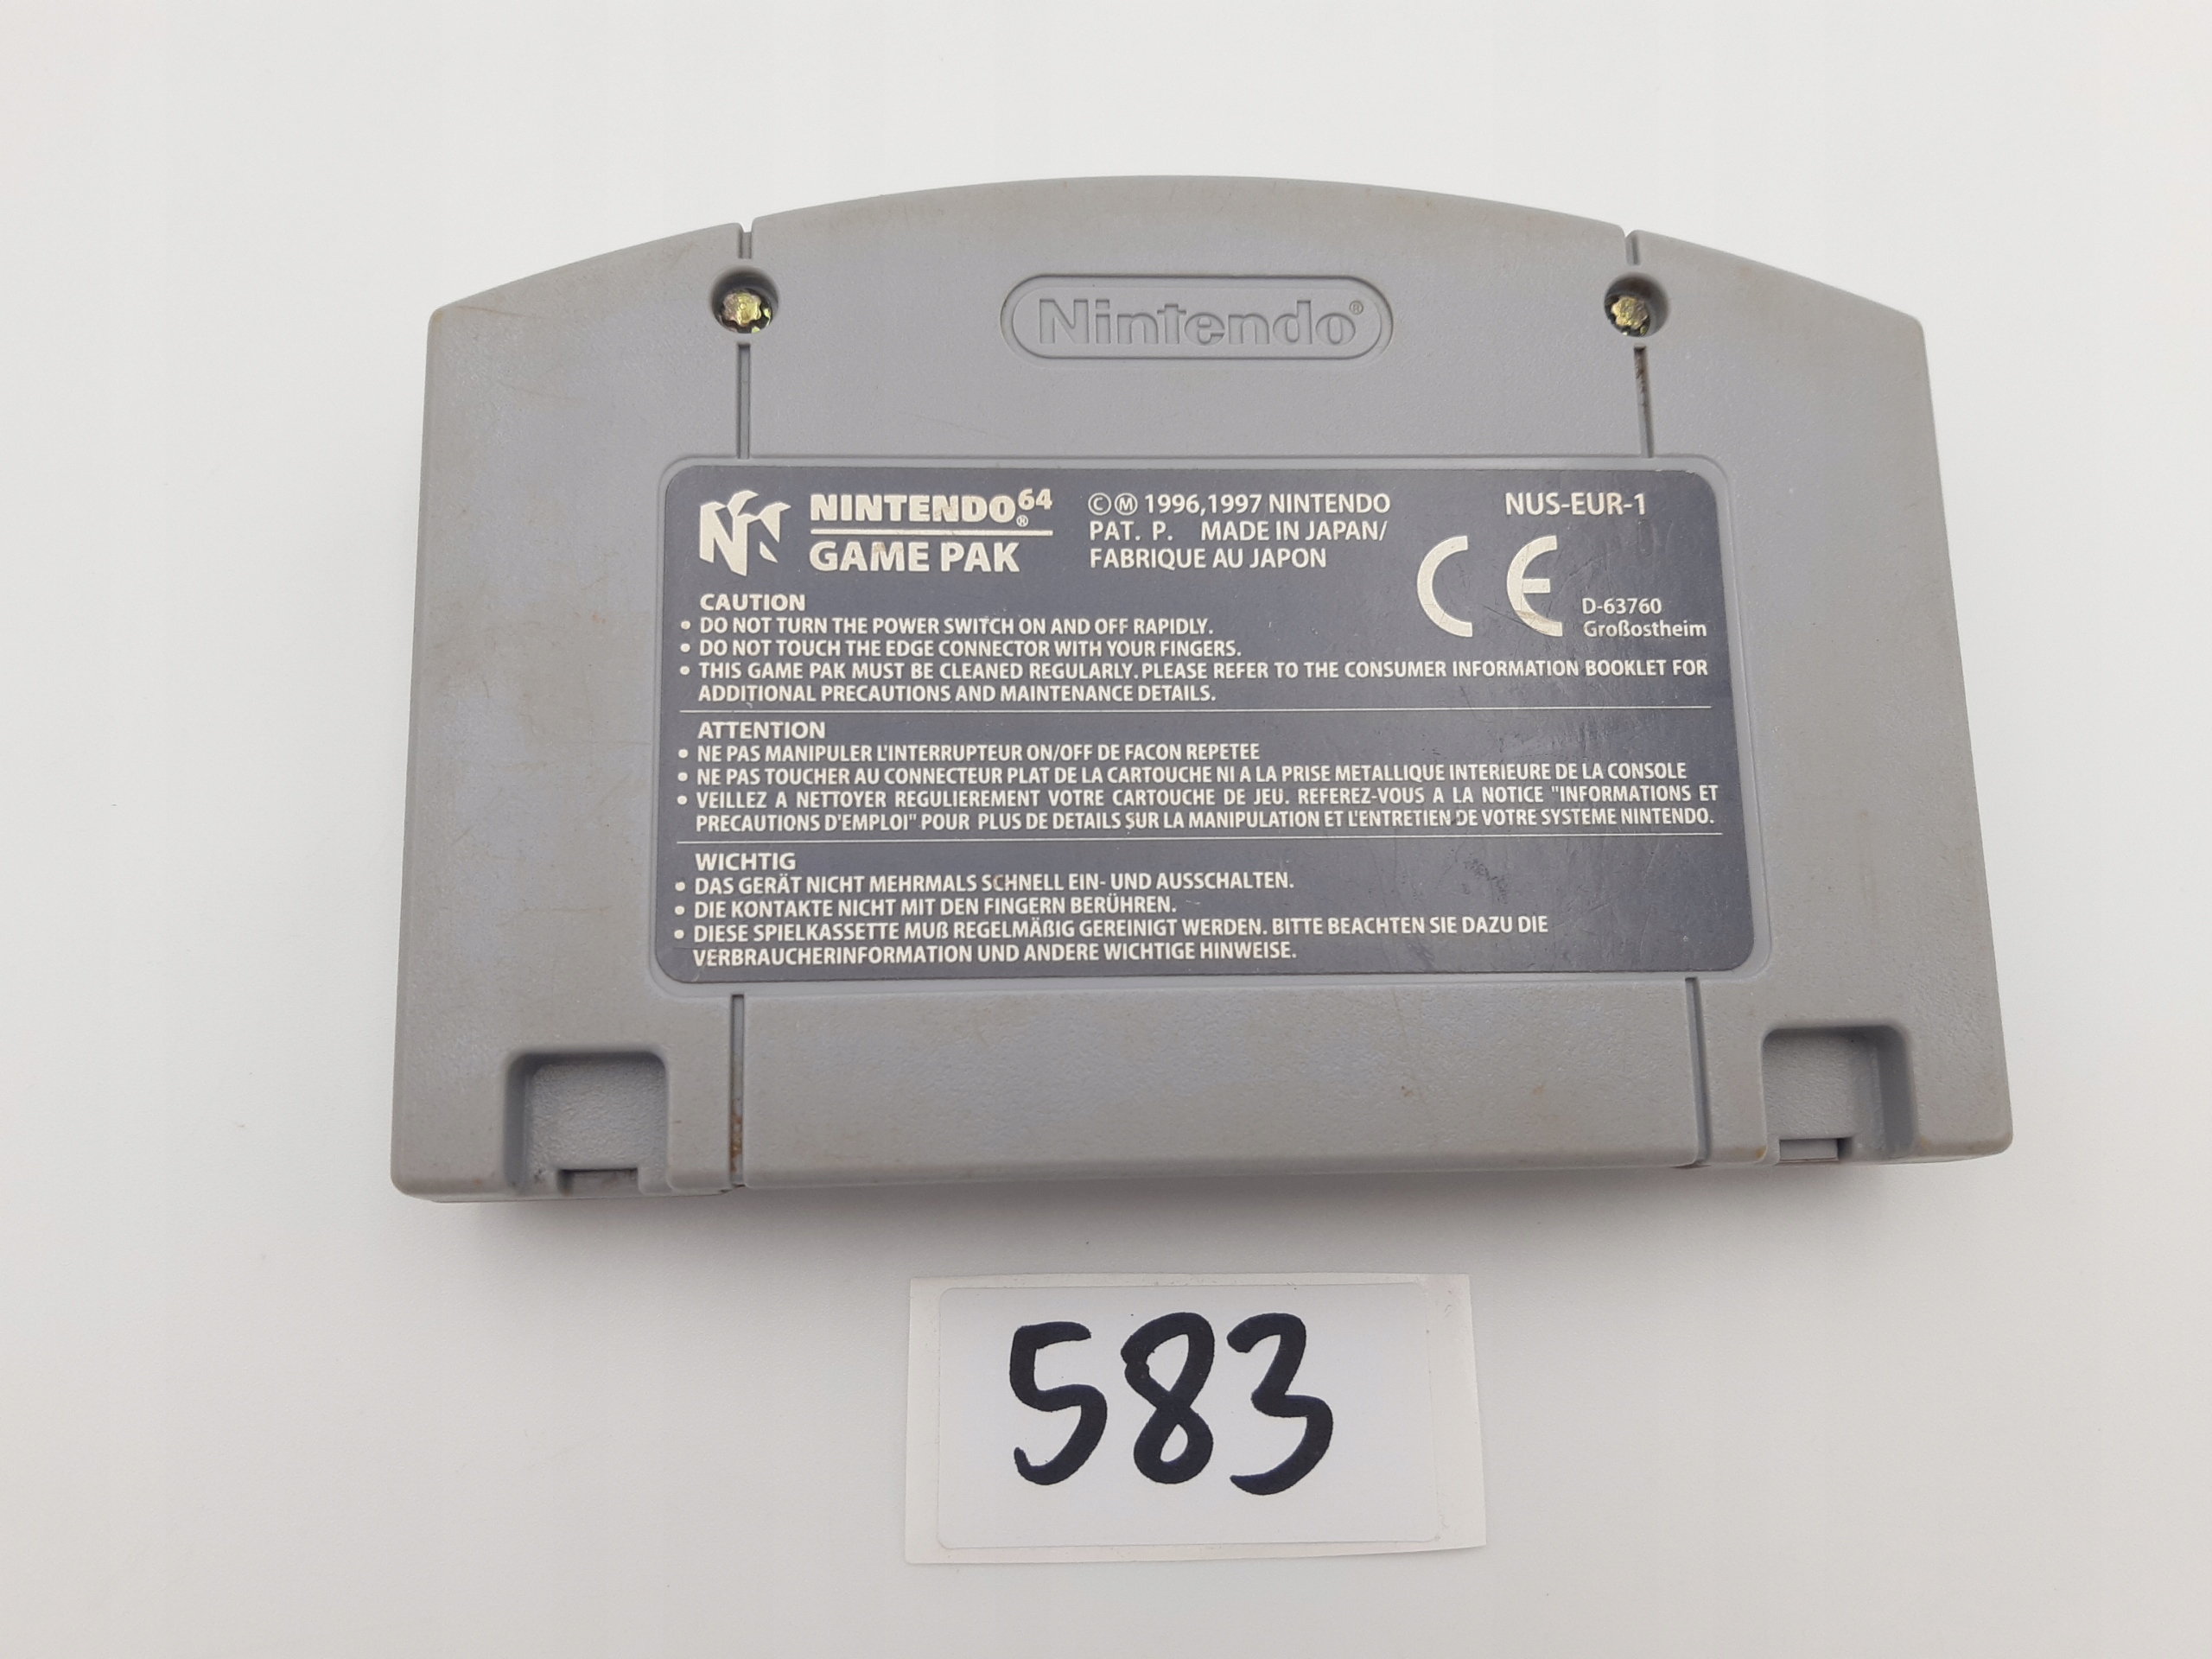 Nintendo®
NINTENDO64® GAME PAK
ⒸⓂ 1996,1997 NINTENDO
PAT. P. MADE IN JAPAN/
FABRIQUE AU JAPON
NUS-EUR-1
CE
D-63760
Großostheim
CAUTION
• DO NOT TURN THE POWER SWITCH ON AND OFF RAPIDLY.
• DO NOT TOUCH THE EDGE CONNECTOR WITH YOUR FINGERS.
• THIS GAME PAK MUST BE CLEANED REGULARLY. PLEASE REFER TO THE CONSUMER INFORMATION BOOKLET FOR
ADDITIONAL PRECAUTIONS AND MAINTENANCE DETAILS.
ATTENTION
• NE PAS MANIPULER L'INTERRUPTEUR ON/OFF DE FACON REPETEE
• NE PAS TOUCHER AU CONNECTEUR PLAT DE LA CARTOUCHE NI A LA PRISE METALLIQUE INTERIEURE DE LA CONSOLE
• VEILLEZ A NETTOYER REGULIEREMENT VOTRE CARTOUCHE DE JEU. REFEREZ-VOUS A LA NOTICE "INFORMATIONS ET
PRECAUTIONS D'EMPLOI" POUR PLUS DE DETAILS SUR LA MANIPULATION ET L'ENTRETIEN DE VOTRE SYSTEME NINTENDO.
WICHTIG
• DAS GERÄT NICHT MEHRMALS SCHNELL EIN- UND AUSSCHALTEN.
• DIE KONTAKTE NICHT MIT DEN FINGERN BERÜHREN.
• DIESE SPIELKASSETTE MUß REGELMÄßIG GEREINIGT WERDEN. BITTE BEACHTEN SIE DAZU DIE
VERBRAUCHERINFORMATION UND ANDERE WICHTIGE HINWEISE.
583